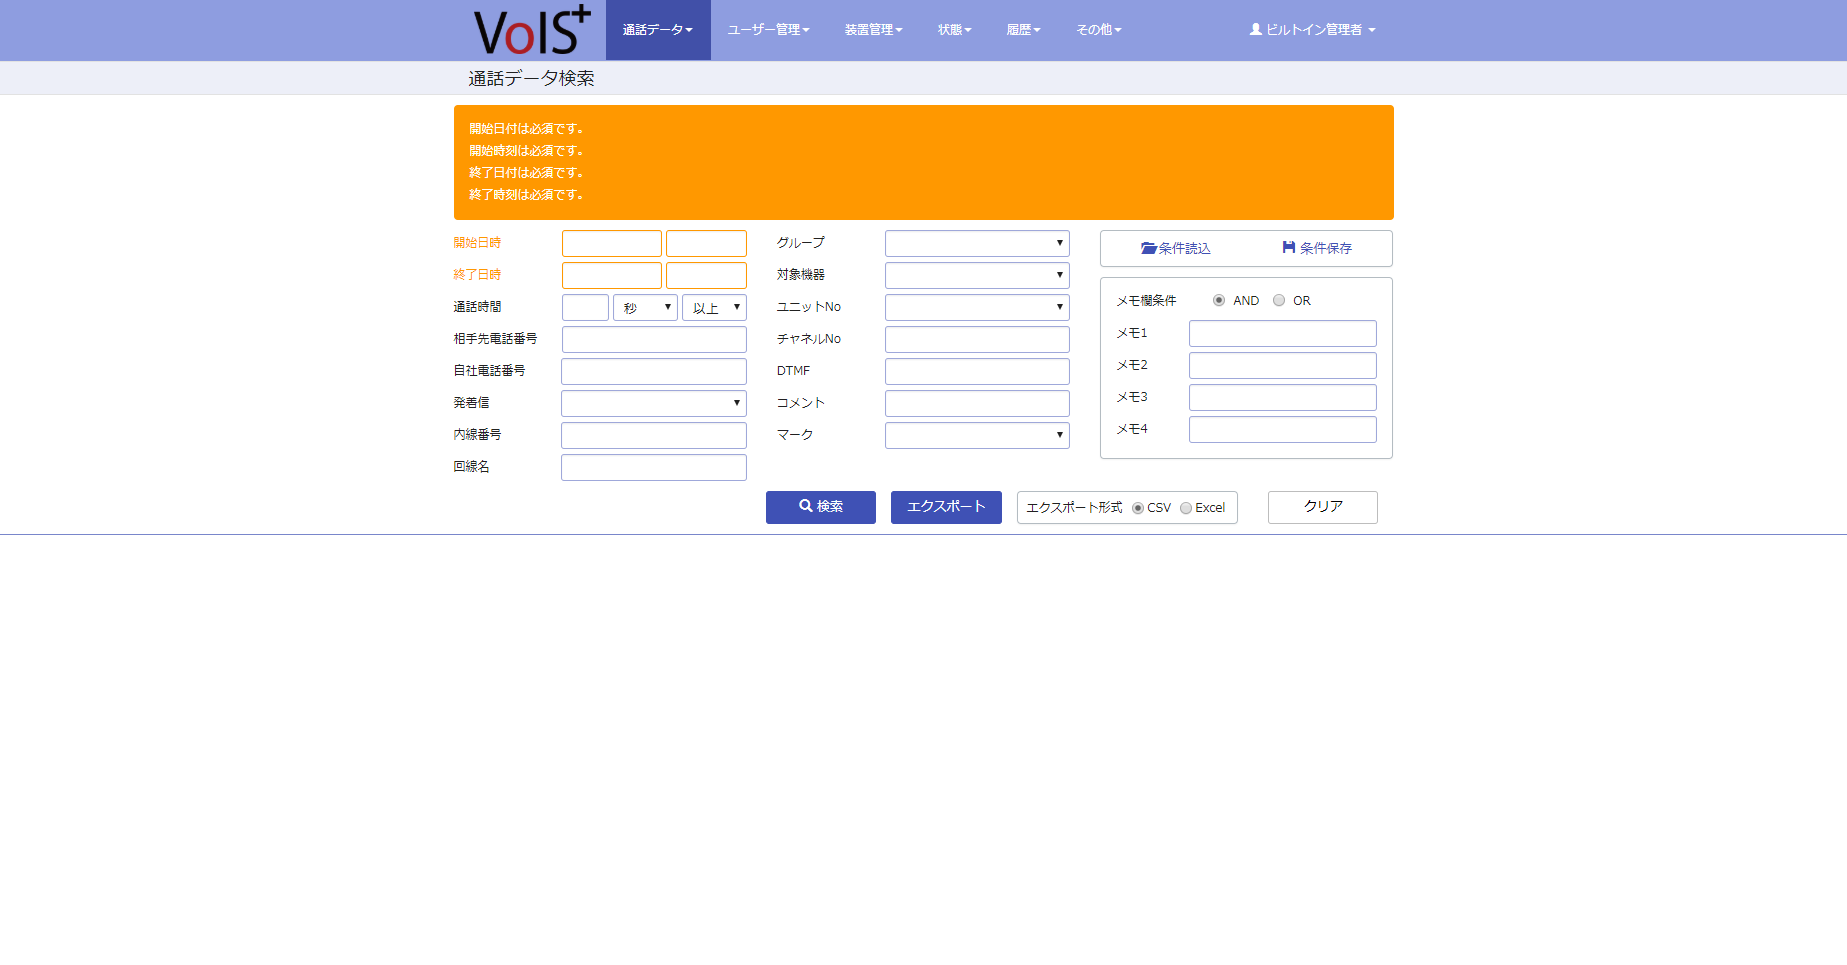 VoIS+ 通話データ ユーザー管理 装置管理 状態 履歴 その他 ビルトイン管理者
通話データ検索
開始日付は必須です。
開始時刻は必須です。
終了日付は必須です。
終了時刻は必須です。
開始日時 グループ 条件読込 条件保存
終了日時 対象機器
通話時間 秒 以上 ユニットNo メモ欄条件 AND OR
相手先電話番号 チャネルNo メモ1
自社電話番号 DTMF メモ2
発着信 コメント メモ3
内線番号 マーク メモ4
回線名
検索 エクスポート エクスポート形式 CSV Excel クリア